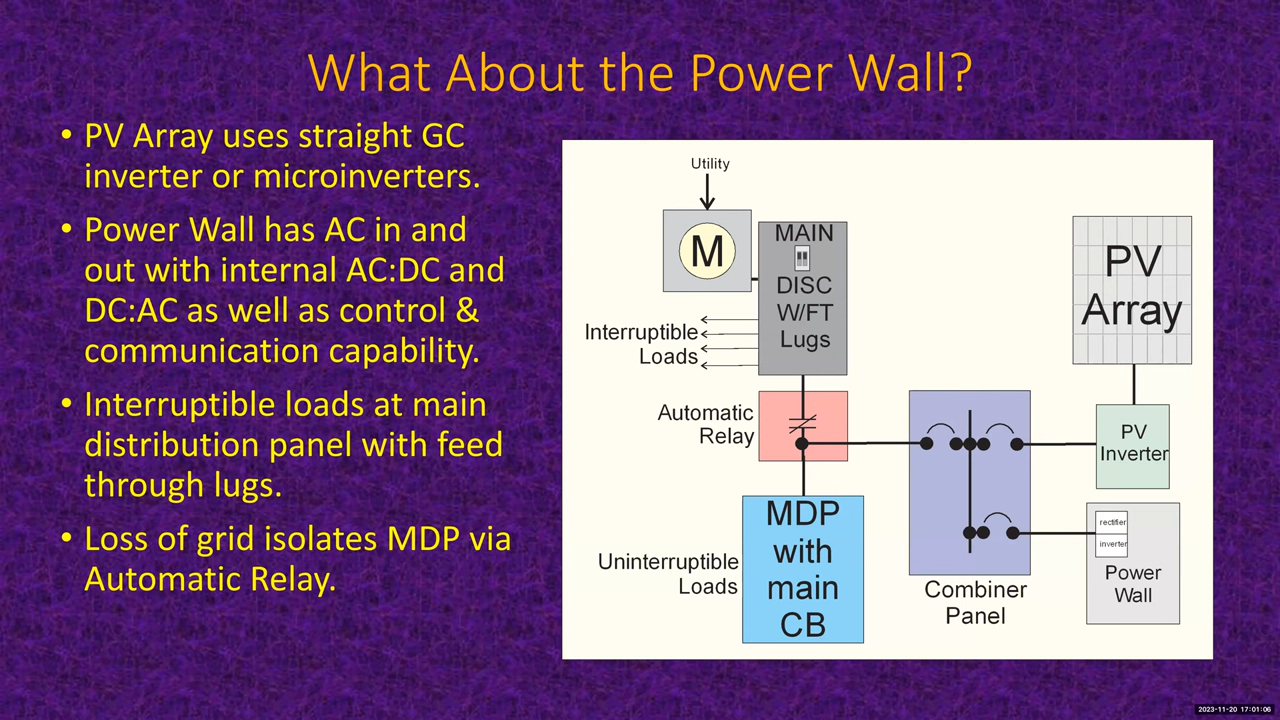 What About the Power Wall?
• PV Array uses straight GC
inverter or microinverters.
• Power Wall has AC in and
out with internal AC:DC and
DC:AC as well as control &
communication capability.
• Interruptible loads at main
distribution panel with feed
through lugs.
• Loss of grid isolates MDP via
Automatic Relay.
Utility
M
MAIN
DISC
W/FT
Lugs
Interruptible
Loads
Automatic
Relay
Uninterruptible
Loads
MDP
with
main
CB
Combiner
Panel
PV
Array
PV
Inverter
rectifier
inverter
Power
Wall
2023-11-20 17:01:06